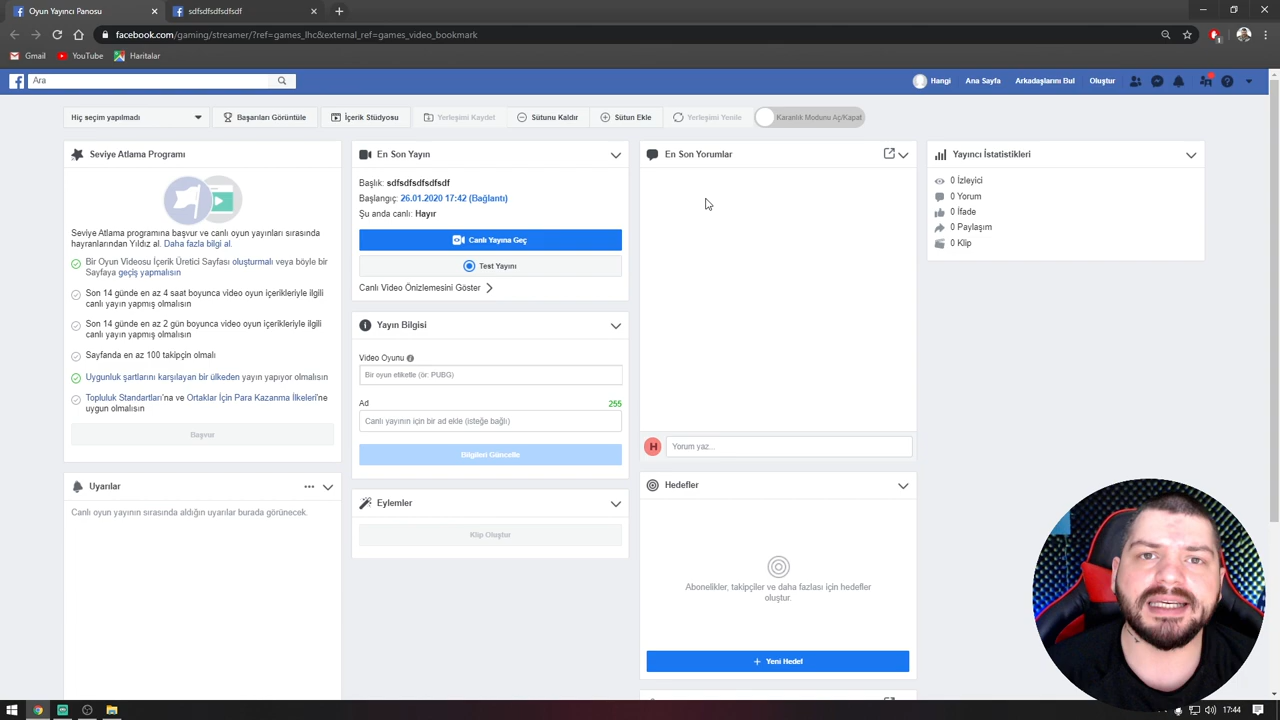 Oyun Yayıncı Panosu
sdfsdfsdfsdfsdf
facebook.com/gaming/streamer/?ref=games_lhc&external_ref=games_video_bookmark
Gmail
YouTube
Haritalar
Ara
Hangi
Ana Sayfa
Arkadaşlarını Bul
Oluştur
Hiç seçim yapılmadı
Başarıları Görüntüle
İçerik Stüdyosu
Yerleşimi Kaydet
Sütunu Kaldır
Sütun Ekle
Yerleşimi Yenile
Karanlık Modunu Aç/Kapat
Seviye Atlama Programı
Seviye Atlama programına başvur ve canlı oyun yayınları sırasında
hayranlarından Yıldız al. Daha fazla bilgi al.
Bir Oyun Videosu İçerik Üretici Sayfası oluşturmalı veya böyle bir
Sayfaya geçiş yapmalısın
Son 14 günde en az 4 saat boyunca video oyun içerikleriyle ilgili
canlı yayın yapmış olmalısın
Son 14 günde en az 2 gün boyunca video oyun içerikleriyle ilgili
canlı yayın yapmış olmalısın
Sayfanda en az 100 takipçin olmalı
Uygunluk şartlarını karşılayan bir ülkeden yayın yapıyor olmalısın
Topluluk Standartları'na ve Ortaklar İçin Para Kazanma İlkeleri'ne
uygun olmalısın
Başvur
Uyarılar
Canlı oyun yayının sırasında aldığın uyarılar burada görünecek.
En Son Yayın
Başlık: sdfsdfsdfsdfsdf
Başlangıç: 26.01.2020 17:42 (Bağlantı)
Şu anda canlı: Hayır
Canlı Yayına Geç
Test Yayını
Canlı Video Önizlemesini Göster
Yayın Bilgisi
Video Oyunu
Bir oyun etiketle (ör: PUBG)
Ad
255
Canlı yayının için bir ad ekle (isteğe bağlı)
Bilgileri Güncelle
Eylemler
Klip Oluştur
En Son Yorumlar
H
Yorum yaz...
Hedefler
Abonelikler, takipçiler ve daha fazlası için hedefler
oluştur.
Yeni Hedef
Yayıncı İstatistikleri
0 İzleyici
0 Yorum
0 İfade
0 Paylaşım
0 Klip
17:44